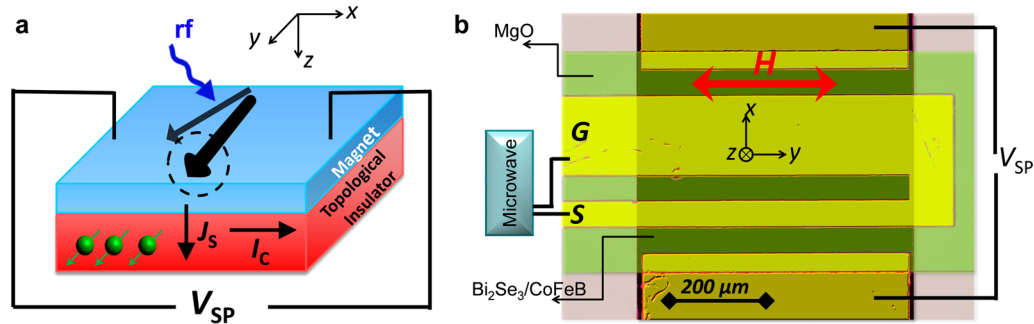 a
rf
x
y
z
Magnet
Topological
Insulator
J_S
I_C
V_SP
b
MgO
H
G
x
z
y
Microwave
S
V_SP
Bi₂Se₃/CoFeB
200 µm